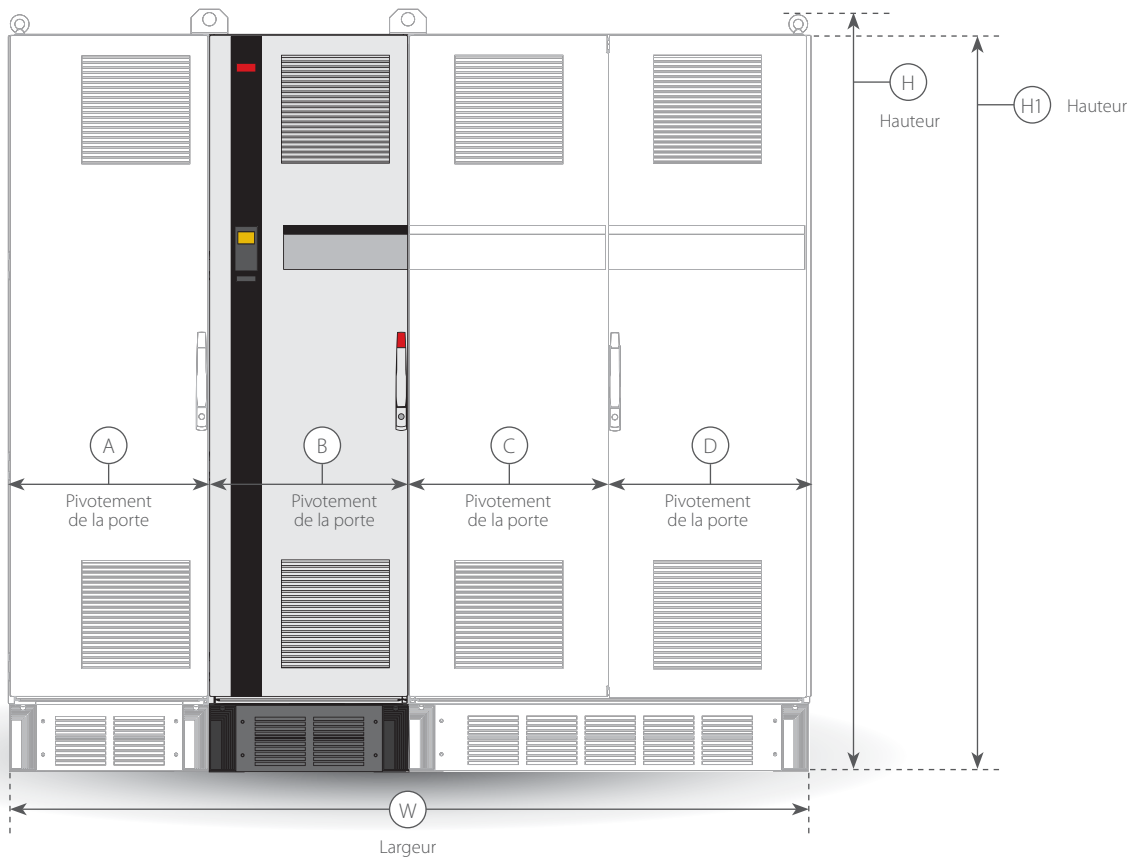 H
Hauteur
H1 Hauteur
A
B
C
D
Pivotement
de la porte
Pivotement
de la porte
Pivotement
de la porte
Pivotement
de la porte
W
Largeur